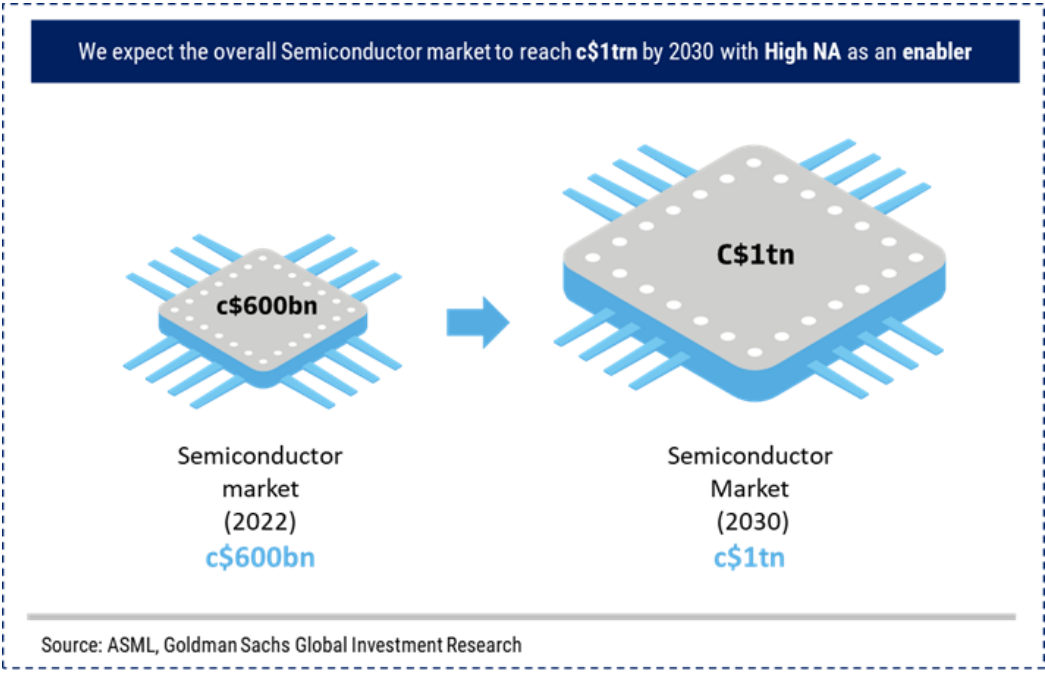 We expect the overall Semiconductor market to reach c$1trn by 2030 with High NA as an enabler
c$600bn
C$1tn
Semiconductor
market
(2022)
c$600bn
Semiconductor
Market
(2030)
c$1tn
Source: ASML, Goldman Sachs Global Investment Research